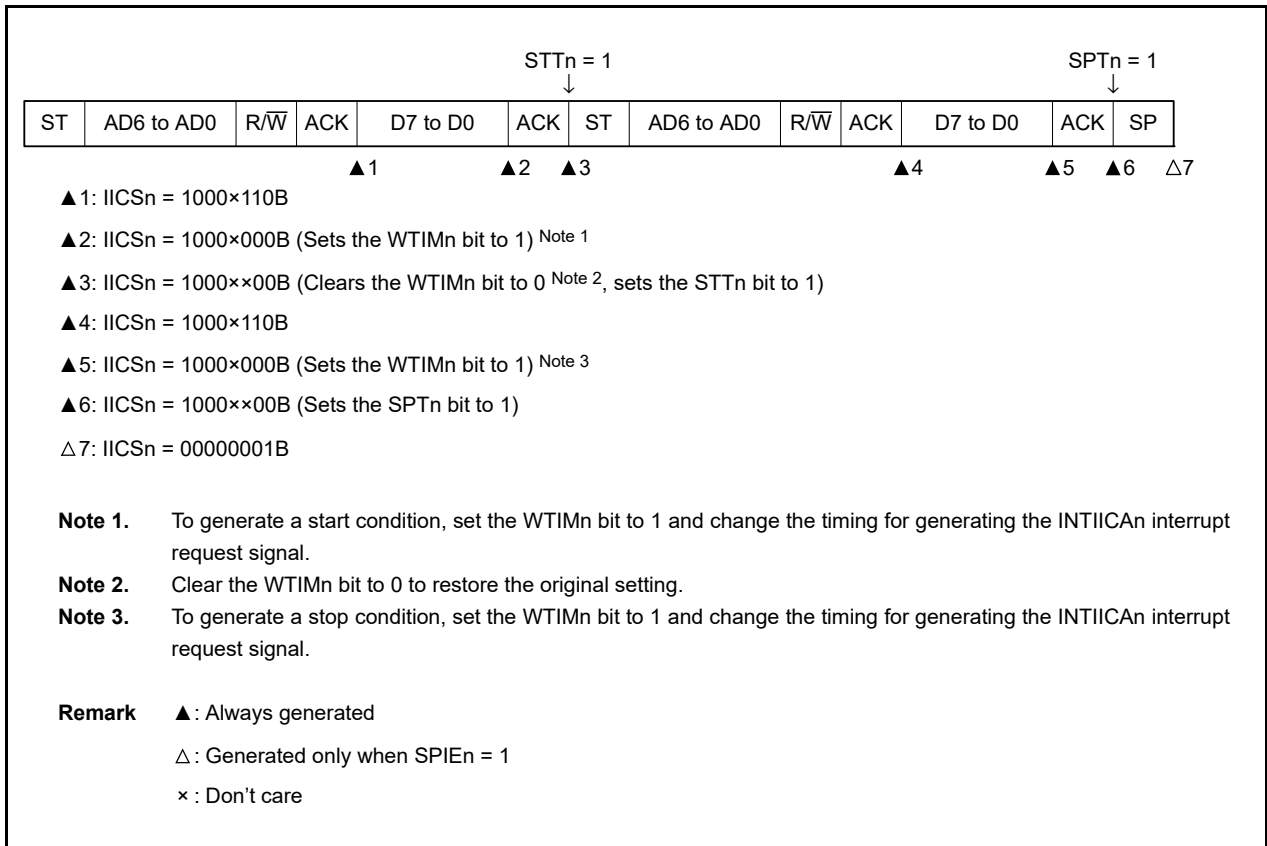 STTn = 1 SPTn = 1
↓ ↓
ST AD6 to AD0 R/W̅ ACK D7 to D0 ACK ST AD6 to AD0 R/W̅ ACK D7 to D0 ACK SP
▲1 ▲2 ▲3 ▲4 ▲5 ▲6 △7
▲1: IICSn = 1000×110B
▲2: IICSn = 1000×000B (Sets the WTIMn bit to 1) Note 1
▲3: IICSn = 1000××00B (Clears the WTIMn bit to 0 Note 2, sets the STTn bit to 1)
▲4: IICSn = 1000×110B
▲5: IICSn = 1000×000B (Sets the WTIMn bit to 1) Note 3
▲6: IICSn = 1000××00B (Sets the SPTn bit to 1)
△7: IICSn = 00000001B
Note 1. To generate a start condition, set the WTIMn bit to 1 and change the timing for generating the INTIICAn interrupt
request signal.
Note 2. Clear the WTIMn bit to 0 to restore the original setting.
Note 3. To generate a stop condition, set the WTIMn bit to 1 and change the timing for generating the INTIICAn interrupt
request signal.
Remark ▲: Always generated
△: Generated only when SPIEn = 1
×: Don't care